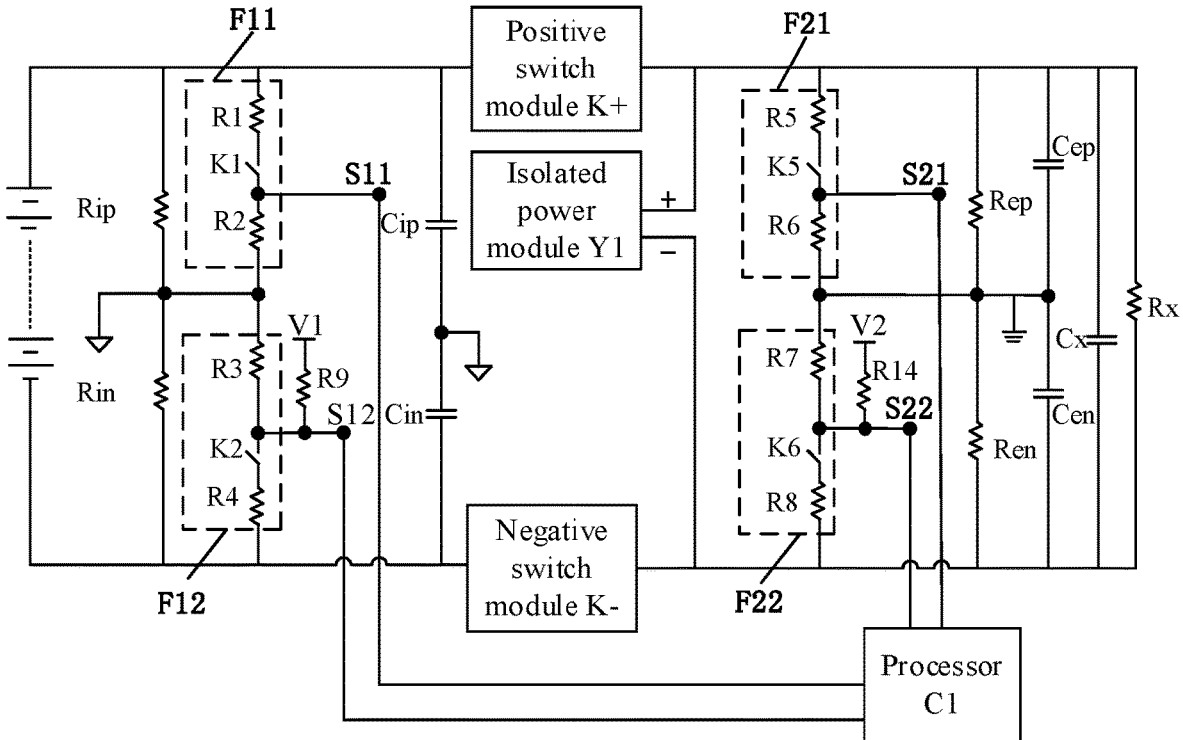 F11
F21
Positive
switch
module K+
R1
K1
R2
S11
Rip
Cip
Isolated
power
module Y1
+
−
R5
K5
R6
S21
Rep
Cep
Rx
V1
R3
R9
S12
K2
R4
Rin
Cin
V2
R7
R14
S22
K6
R8
Cx
Cen
Ren
Negative
switch
module K-
F12
F22
Processor
C1